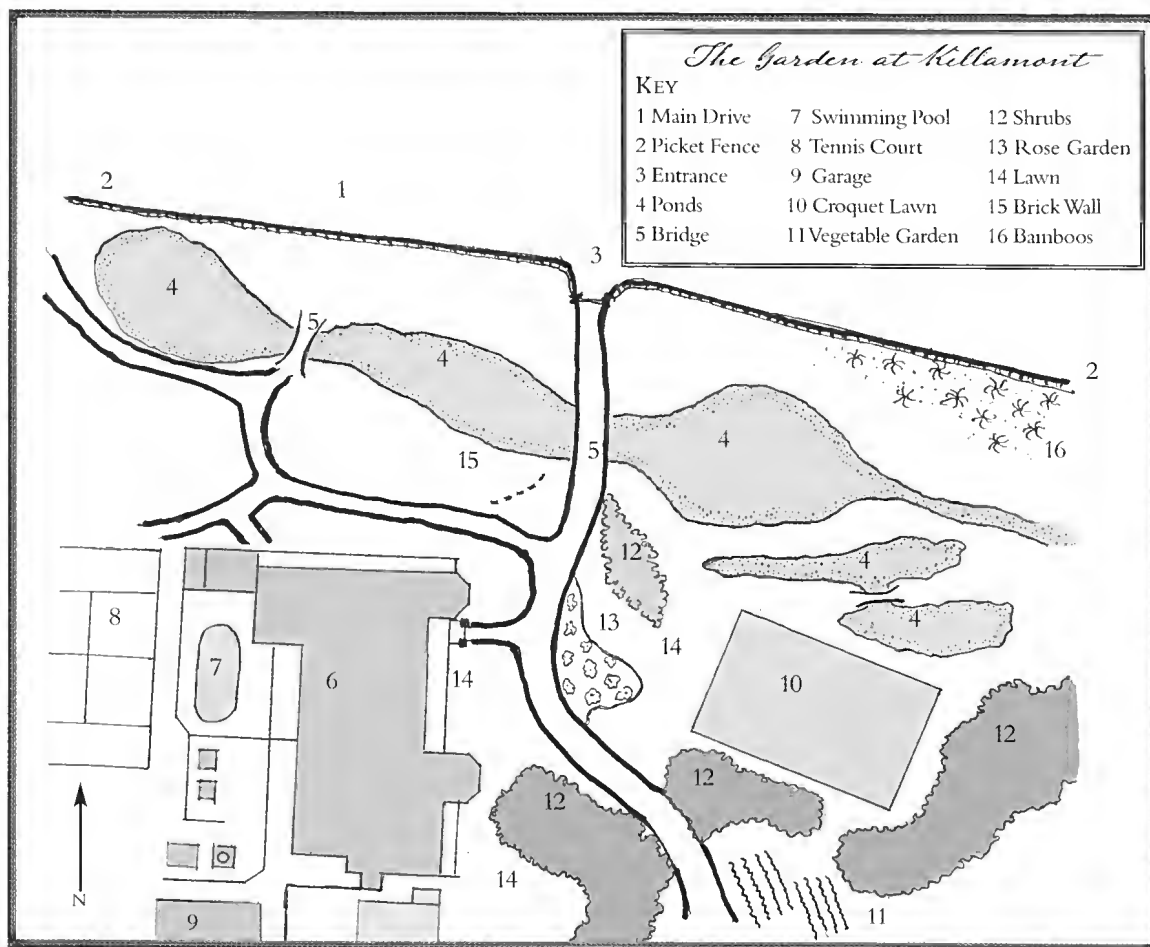 The Garden at Killamont
KEY
1 Main Drive
2 Picket Fence
3 Entrance
4 Ponds
5 Bridge
7 Swimming Pool
8 Tennis Court
9 Garage
10 Croquet Lawn
11 Vegetable Garden
12 Shrubs
13 Rose Garden
14 Lawn
15 Brick Wall
16 Bamboos
2
1
3
4
5
4
2
4
16
15
5
12
4
8
13
4
7
6
14
14
10
12
12
12
14
11
9
N